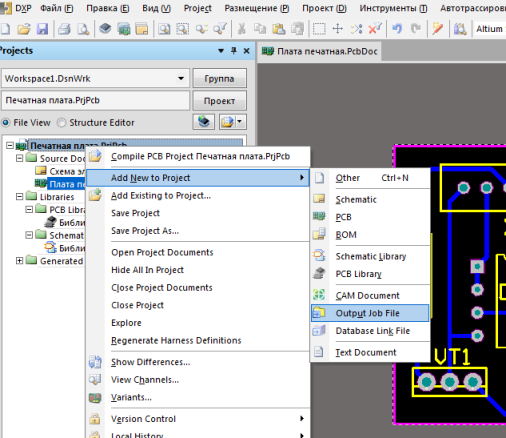 DXP Файл (F) Правка (E) Вид (V) Project Размещение (P) Проект (D) Инструменты (T) Автотрассиров
Altium
Projects
Плата печатная.PcbDoc
Workspace1.DsnWrk Группа
Печатная плата.PrjPcb Проект
File View Structure Editor
Печатная плата.PrjPcb
Source Doc
Схема эл
Плата пе
Libraries
PCB Libra
Библи
Schemat
Библи
Generated
Compile PCB Project Печатная плата.PrjPcb
Add New to Project
Add Existing to Project...
Save Project
Save Project As...
Open Project Documents
Hide All In Project
Close Project Documents
Close Project
Explore
Regenerate Harness Definitions
Show Differences...
View Channels...
Variants...
Version Control
Local History
Other Ctrl+N
Schematic
PCB
BOM
Schematic Library
PCB Library
CAM Document
Output Job File
Database Link File
Text Document
VT1